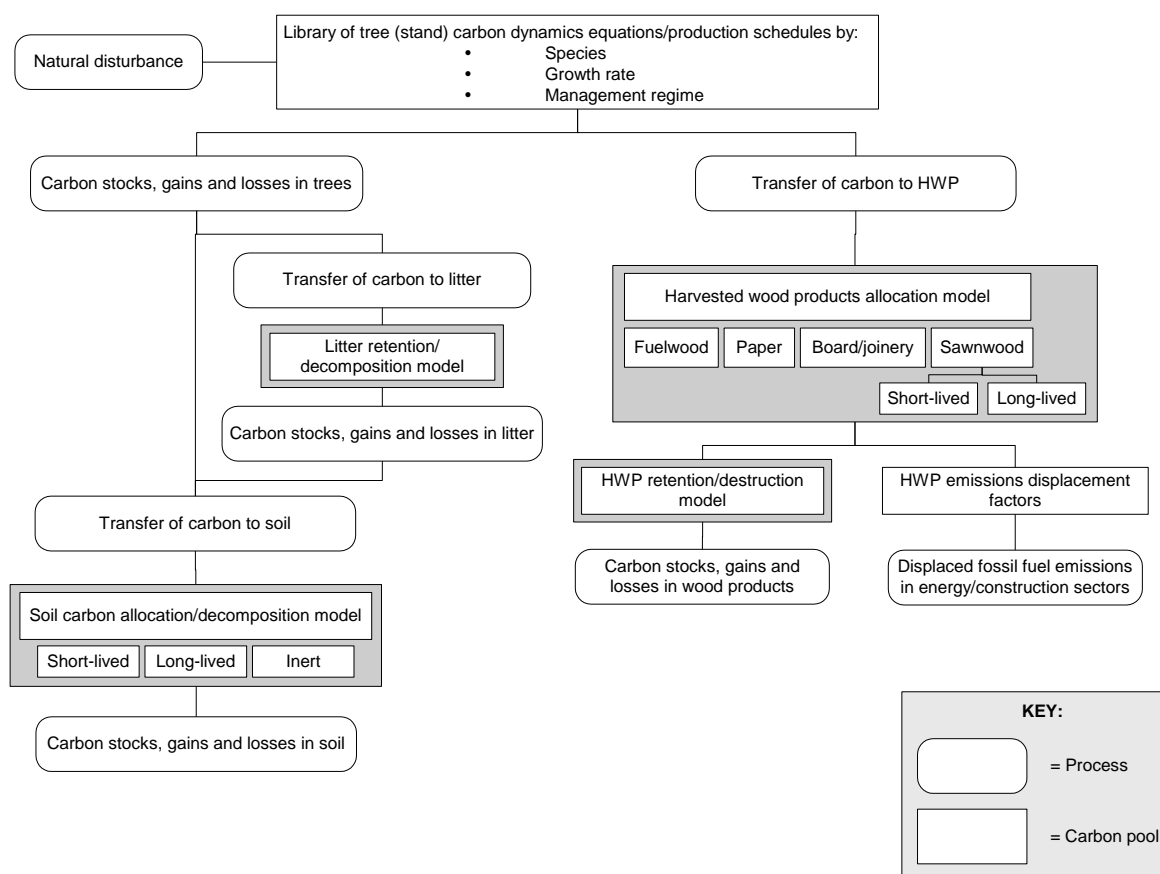 Library of tree (stand) carbon dynamics equations/production schedules by:
• Species
• Growth rate
• Management regime
Natural disturbance
Carbon stocks, gains and losses in trees
Transfer of carbon to HWP
Transfer of carbon to litter
Litter retention/
decomposition model
Carbon stocks, gains and losses in litter
Transfer of carbon to soil
Soil carbon allocation/decomposition model
Short-lived
Long-lived
Inert
Carbon stocks, gains and losses in soil
Harvested wood products allocation model
Fuelwood
Paper
Board/joinery
Sawnwood
Short-lived
Long-lived
HWP retention/destruction
model
HWP emissions displacement
factors
Carbon stocks, gains and
losses in wood products
Displaced fossil fuel emissions
in energy/construction sectors
KEY:
= Process
= Carbon pool